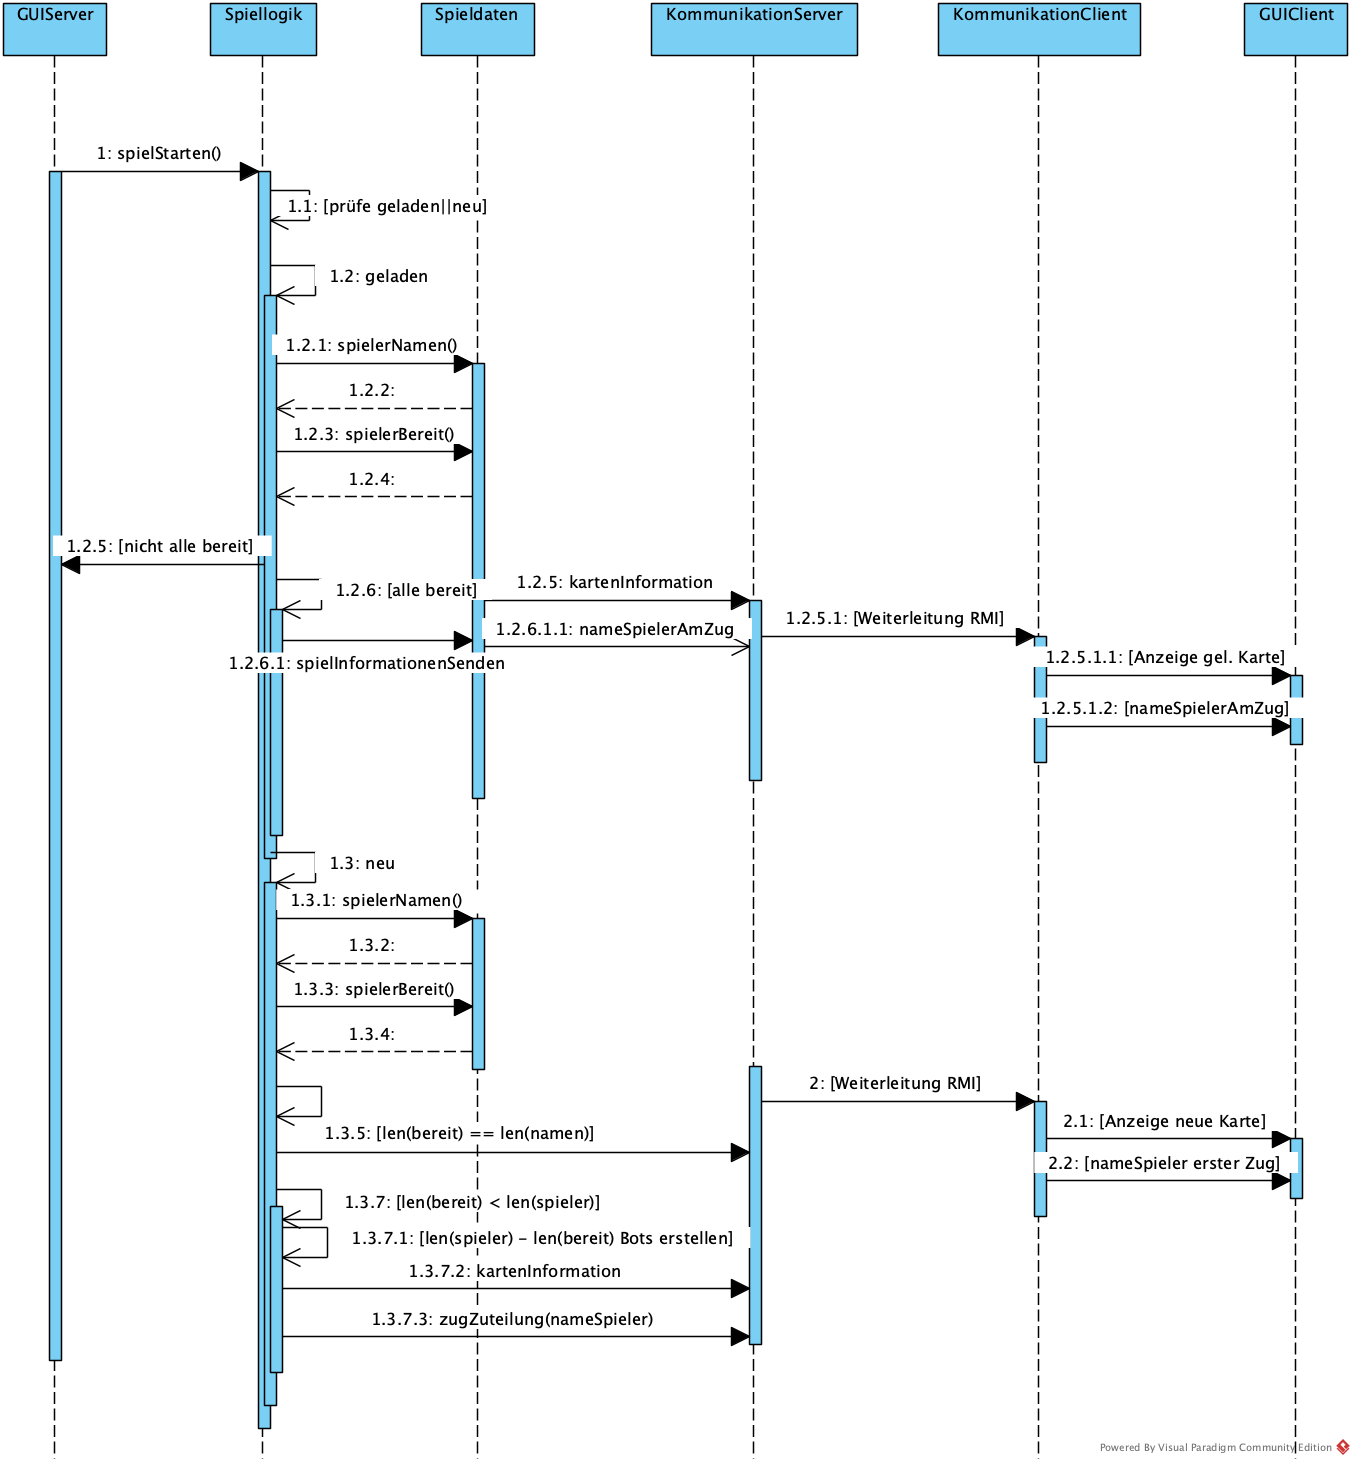 GUIServer
Spiellogik
Spieldaten
KommunikationServer
KommunikationClient
GUIClient
1: spielStarten()
1.1: [prüfe geladen||neu]
1.2: geladen
1.2.1: spielerNamen()
1.2.2:
1.2.3: spielerBereit()
1.2.4:
1.2.5: [nicht alle bereit]
1.2.6: [alle bereit]
1.2.5: kartenInformation
1.2.5.1: [Weiterleitung RMI]
1.2.6.1.1: nameSpielerAmZug
1.2.6.1: spielInformationenSenden
1.2.5.1.1: [Anzeige gel. Karte]
1.2.5.1.2: [nameSpielerAmZug]
1.3: neu
1.3.1: spielerNamen()
1.3.2:
1.3.3: spielerBereit()
1.3.4:
2: [Weiterleitung RMI]
2.1: [Anzeige neue Karte]
1.3.5: [len(bereit) == len(namen)]
2.2: [nameSpieler erster Zug]
1.3.7: [len(bereit) < len(spieler)]
1.3.7.1: [len(spieler) - len(bereit) Bots erstellen]
1.3.7.2: kartenInformation
1.3.7.3: zugZuteilung(nameSpieler)
Powered By Visual Paradigm Community Edition